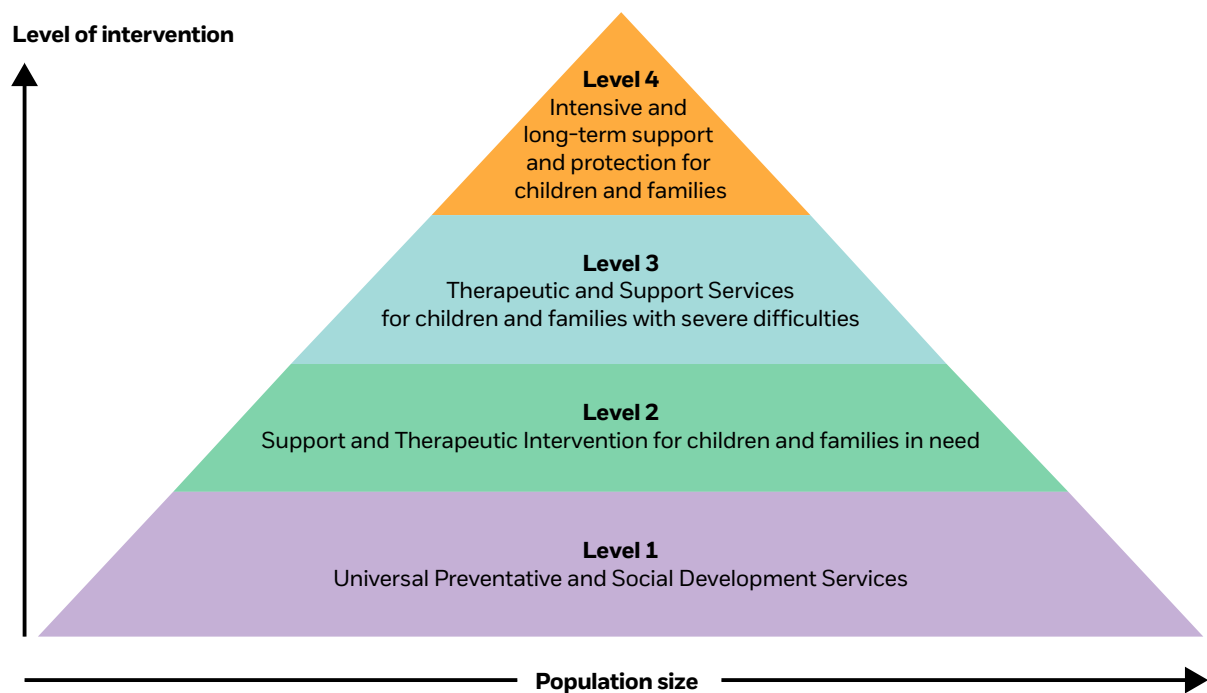 Level of intervention
Level 4
Intensive and
long-term support
and protection for
children and families
Level 3
Therapeutic and Support Services
for children and families with severe difficulties
Level 2
Support and Therapeutic Intervention for children and families in need
Level 1
Universal Preventative and Social Development Services
Population size